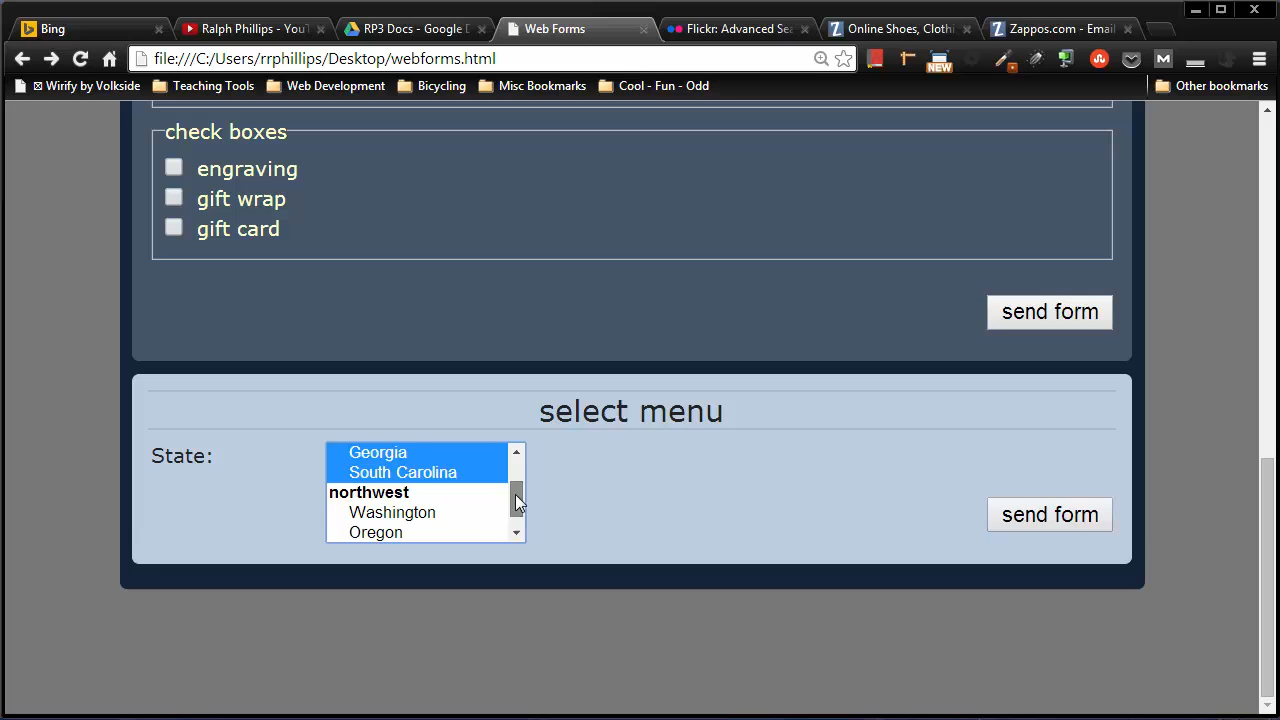 Bing
Ralph Phillips - YouT
RP3 Docs - Google D
Web Forms
Flickr: Advanced Sea
Online Shoes, Clothi
Zappos.com - Email
file:///C:/Users/rrphillips/Desktop/webforms.html
NEW
M
Wirify by Volkside
Teaching Tools
Web Development
Bicycling
Misc Bookmarks
Cool - Fun - Odd
Other bookmarks
check boxes
engraving
gift wrap
gift card
send form
select menu
State:
Georgia
South Carolina
northwest
Washington
Oregon
send form